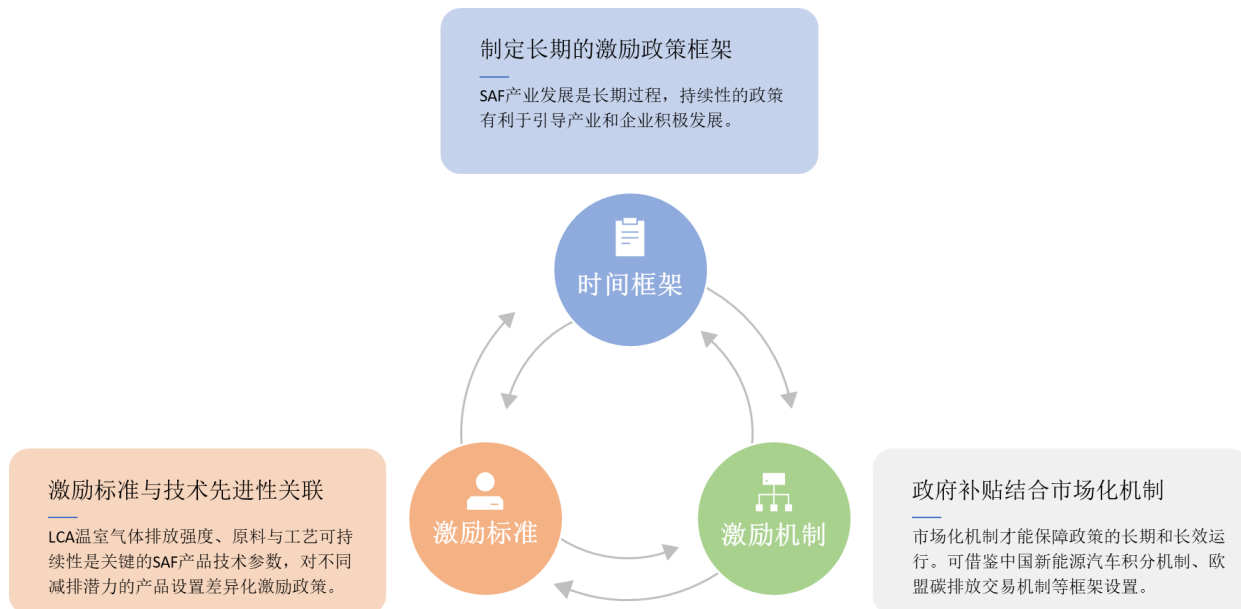 制定长期的激励政策框架
SAF产业发展是长期过程，持续性的政策
有利于引导产业和企业积极发展。
时间框架
激励标准与技术先进性关联
LCA温室气体排放强度、原料与工艺可持
续性是关键的SAF产品技术参数，对不同
减排潜力的产品设置差异化激励政策。
激励标准
激励机制
政府补贴结合市场化机制
市场化机制才能保障政策的长期和长效运
行。可借鉴中国新能源汽车积分机制、欧
盟碳排放交易机制等框架设置。